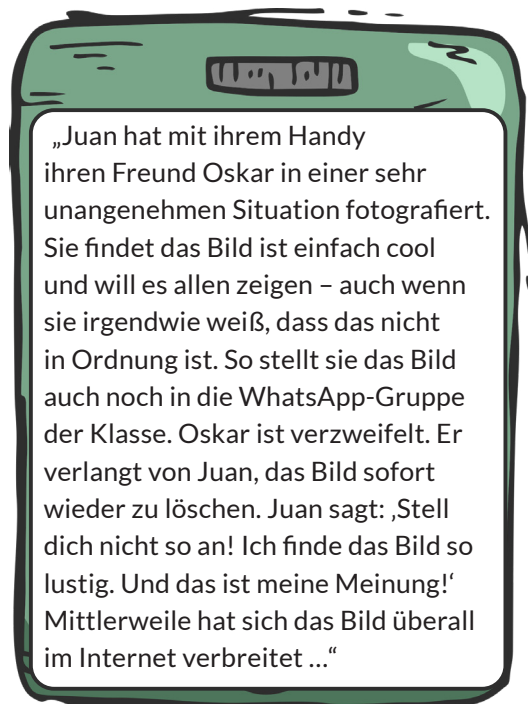 „Juan hat mit ihrem Handy
ihren Freund Oskar in einer sehr
unangenehmen Situation fotografiert.
Sie findet das Bild ist einfach cool
und will es allen zeigen – auch wenn
sie irgendwie weiß, dass das nicht
in Ordnung ist. So stellt sie das Bild
auch noch in die WhatsApp-Gruppe
der Klasse. Oskar ist verzweifelt. Er
verlangt von Juan, das Bild sofort
wieder zu löschen. Juan sagt: ‚Stell
dich nicht so an! Ich finde das Bild so
lustig. Und das ist meine Meinung!‘
Mittlerweile hat sich das Bild überall
im Internet verbreitet ...“